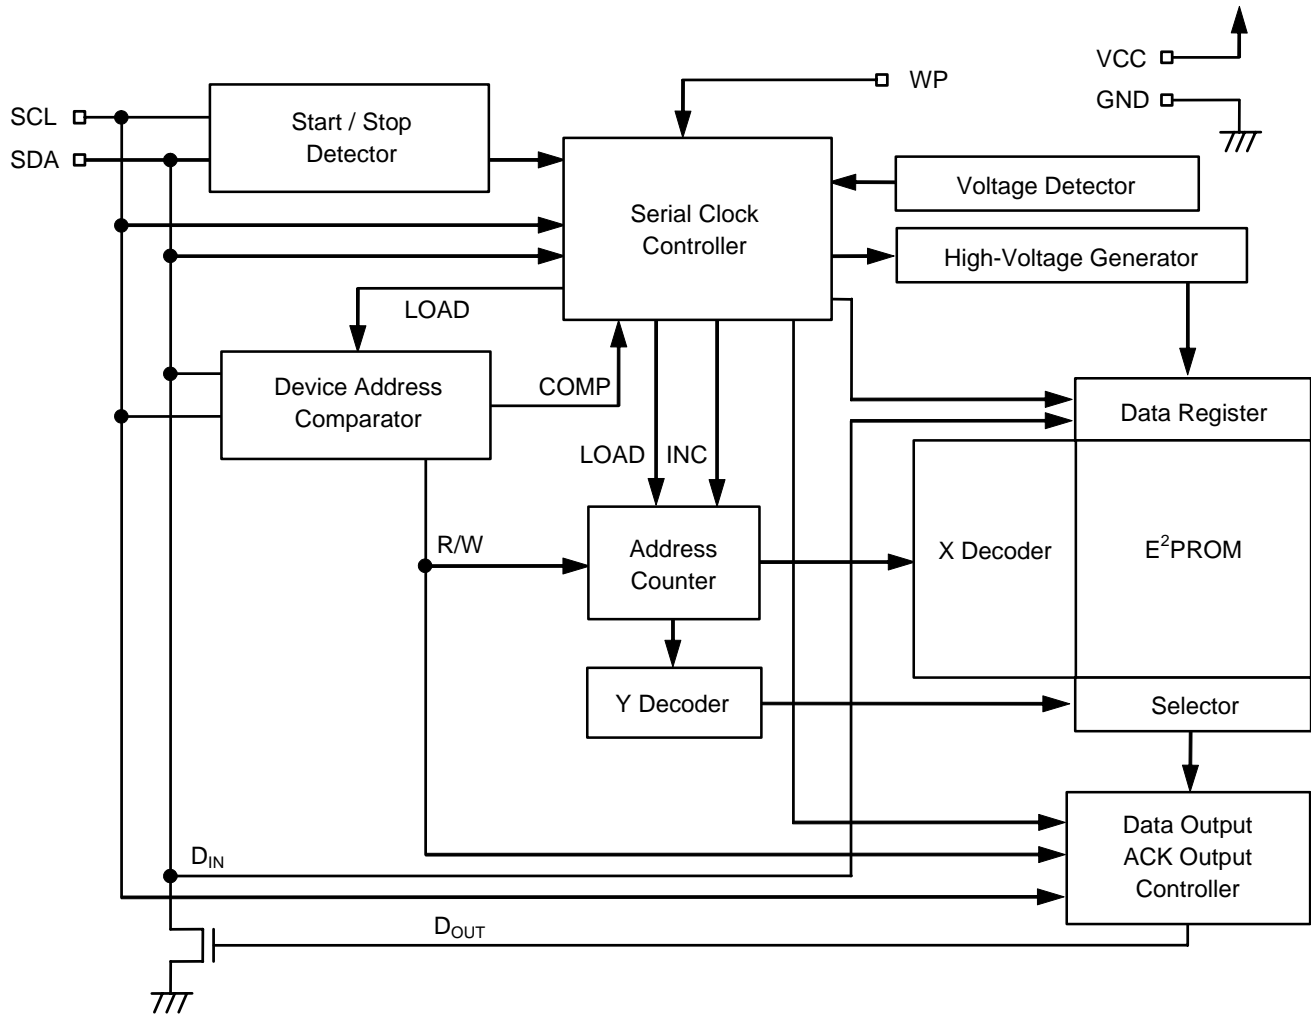 VCC
WP
GND
SCL
SDA
Start / Stop
Detector
Voltage Detector
Serial Clock
Controller
High-Voltage Generator
LOAD
Device Address
Comparator
COMP
Data Register
LOAD
INC
R/W
Address
Counter
X Decoder
E²PROM
Y Decoder
Selector
Data Output
ACK Output
Controller
DIN
DOUT